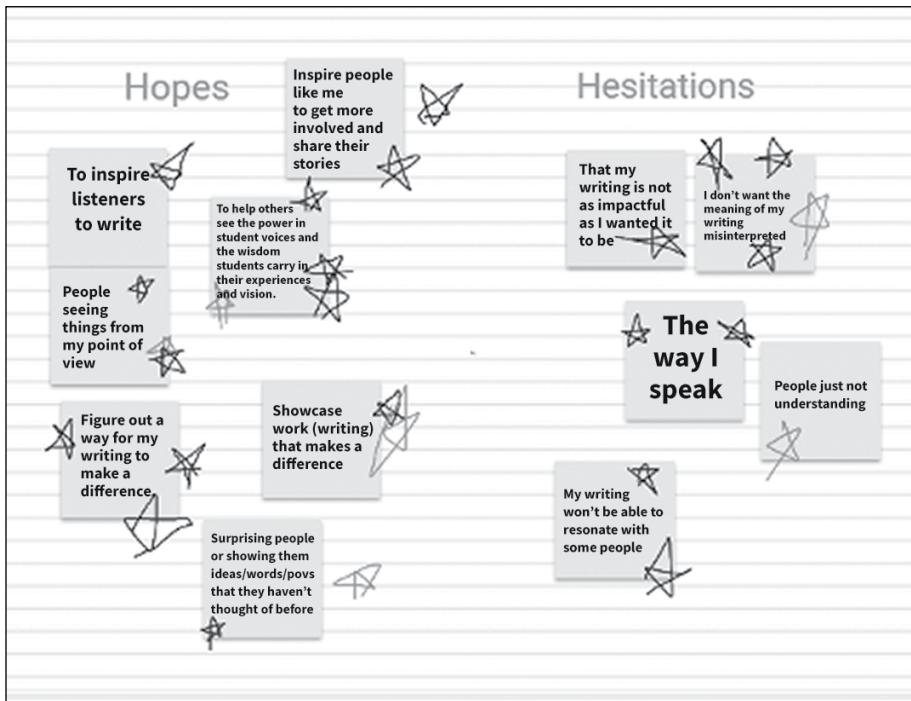 Hopes
Inspire people
like me
to get more
involved and
share their
stories
To inspire
listeners
to write
To help others
see the power in
student voices and
the wisdom
students carry in
their experiences
and vision.
People
seeing
things from
my point of
view
Figure out a
way for my
writing to
make a
difference
Showcase
work (writing)
that makes a
difference
Surprising people
or showing them
ideas/words/povs
that they haven't
thought of before
Hesitations
That my
writing is not
as impactful
as I wanted it
to be
I don't want the
meaning of my
writing
misinterpreted
The
way I
speak
People just not
understanding
My writing
won't be able to
resonate with
some people